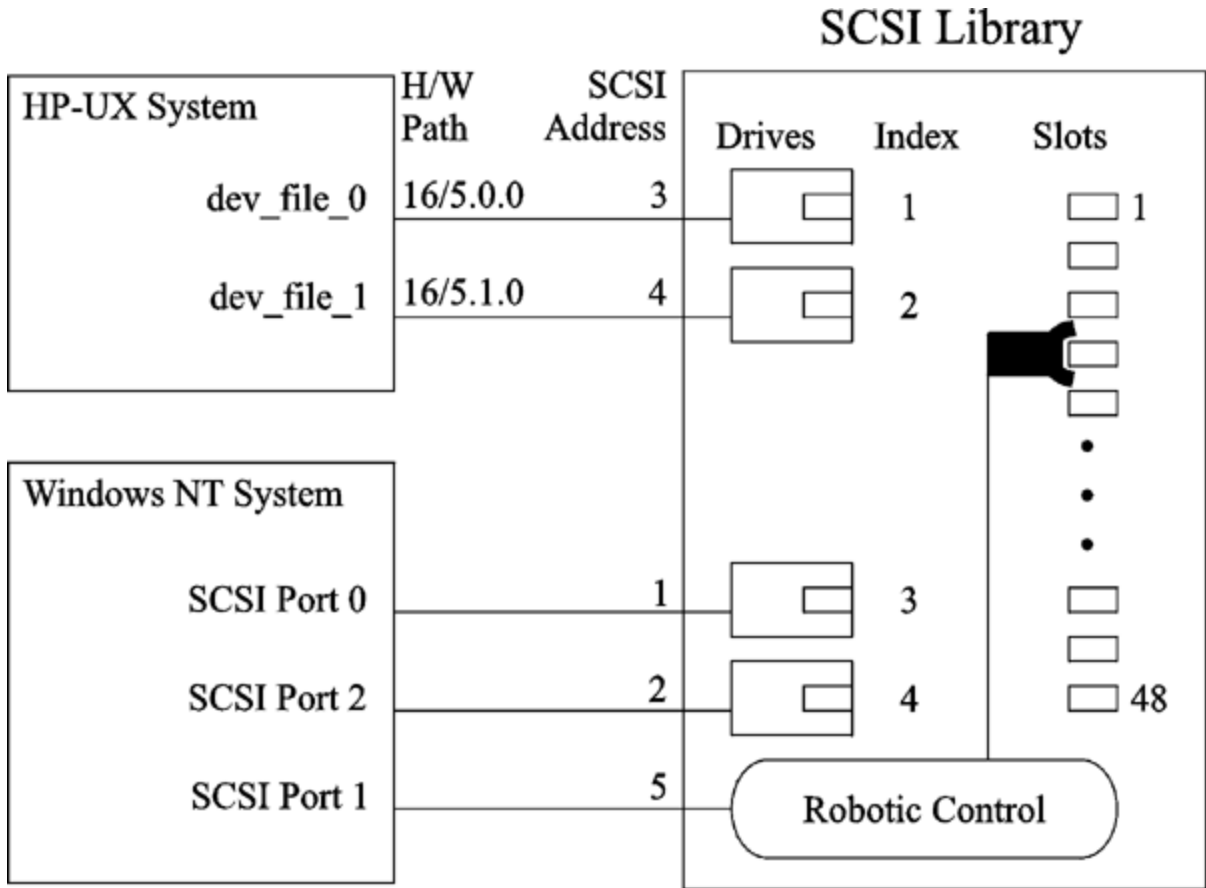 SCSI Library
HP-UX System
H/W Path
SCSI Address
Drives
Index
Slots
dev_file_0
16/5.0.0
3
1
1
dev_file_1
16/5.1.0
4
2
Windows NT System
SCSI Port 0
1
3
SCSI Port 2
2
4
48
SCSI Port 1
5
Robotic Control